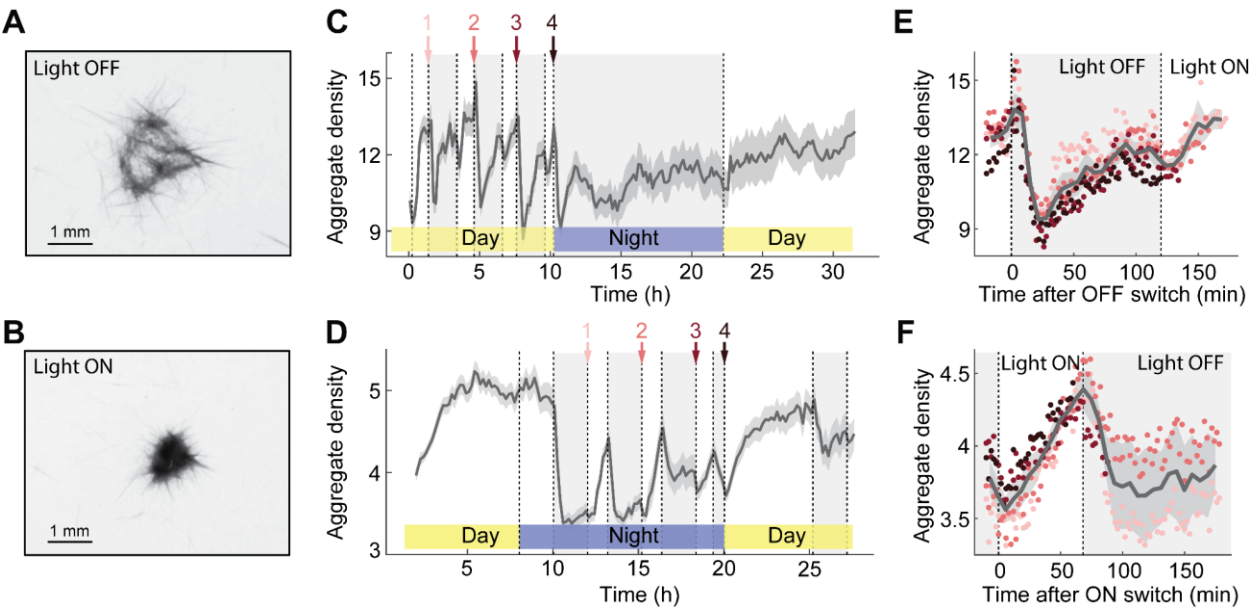 A
Light OFF
1 mm
B
Light ON
1 mm
C
1 2 3 4
Aggregate density
15
12
9
Day Night Day
0 5 10 15 20 25 30
Time (h)
D
1 2 3 4
Aggregate density
5
4
3
Day Night Day
5 10 15 20 25
Time (h)
E
Light OFF Light ON
Aggregate density
15
12
9
0 50 100 150
Time after OFF switch (min)
F
Light ON Light OFF
Aggregate density
4.5
4
3.5
0 50 100 150
Time after ON switch (min)